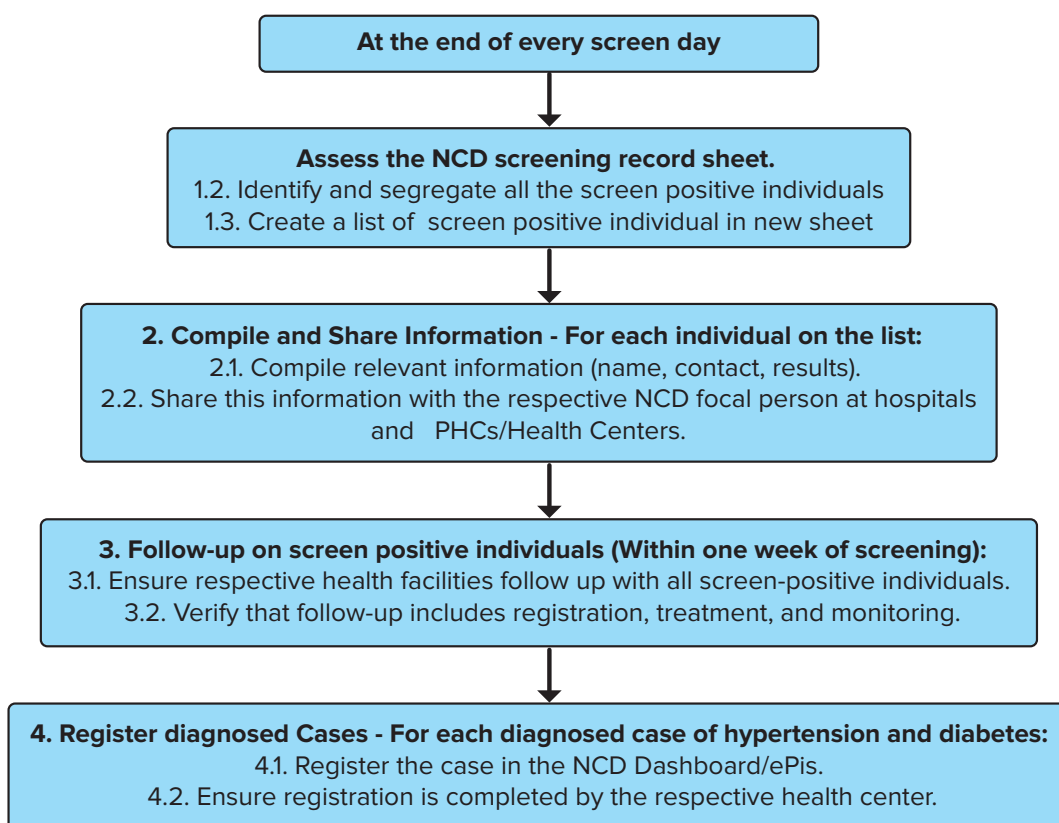 At the end of every screen day
Assess the NCD screening record sheet.
1.2. Identify and segregate all the screen positive individuals
1.3. Create a list of screen positive individual in new sheet
2. Compile and Share Information - For each individual on the list:
2.1. Compile relevant information (name, contact, results).
2.2. Share this information with the respective NCD focal person at hospitals
and PHCs/Health Centers.
3. Follow-up on screen positive individuals (Within one week of screening):
3.1. Ensure respective health facilities follow up with all screen-positive individuals.
3.2. Verify that follow-up includes registration, treatment, and monitoring.
4. Register diagnosed Cases - For each diagnosed case of hypertension and diabetes:
4.1. Register the case in the NCD Dashboard/ePis.
4.2. Ensure registration is completed by the respective health center.